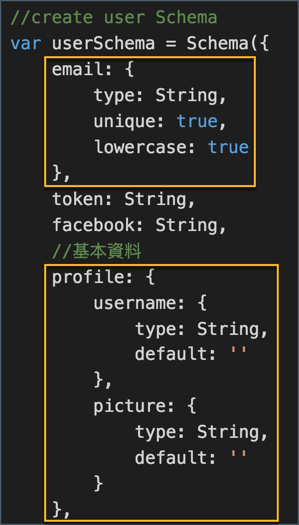 //create user Schema
var userSchema = Schema({
    email: {
        type: String,
        unique: true,
        lowercase: true
    },
    token: String,
    facebook: String,
    //基本資料
    profile: {
        username: {
            type: String,
            default: ''
        },
        picture: {
            type: String,
            default: ''
        }
    },